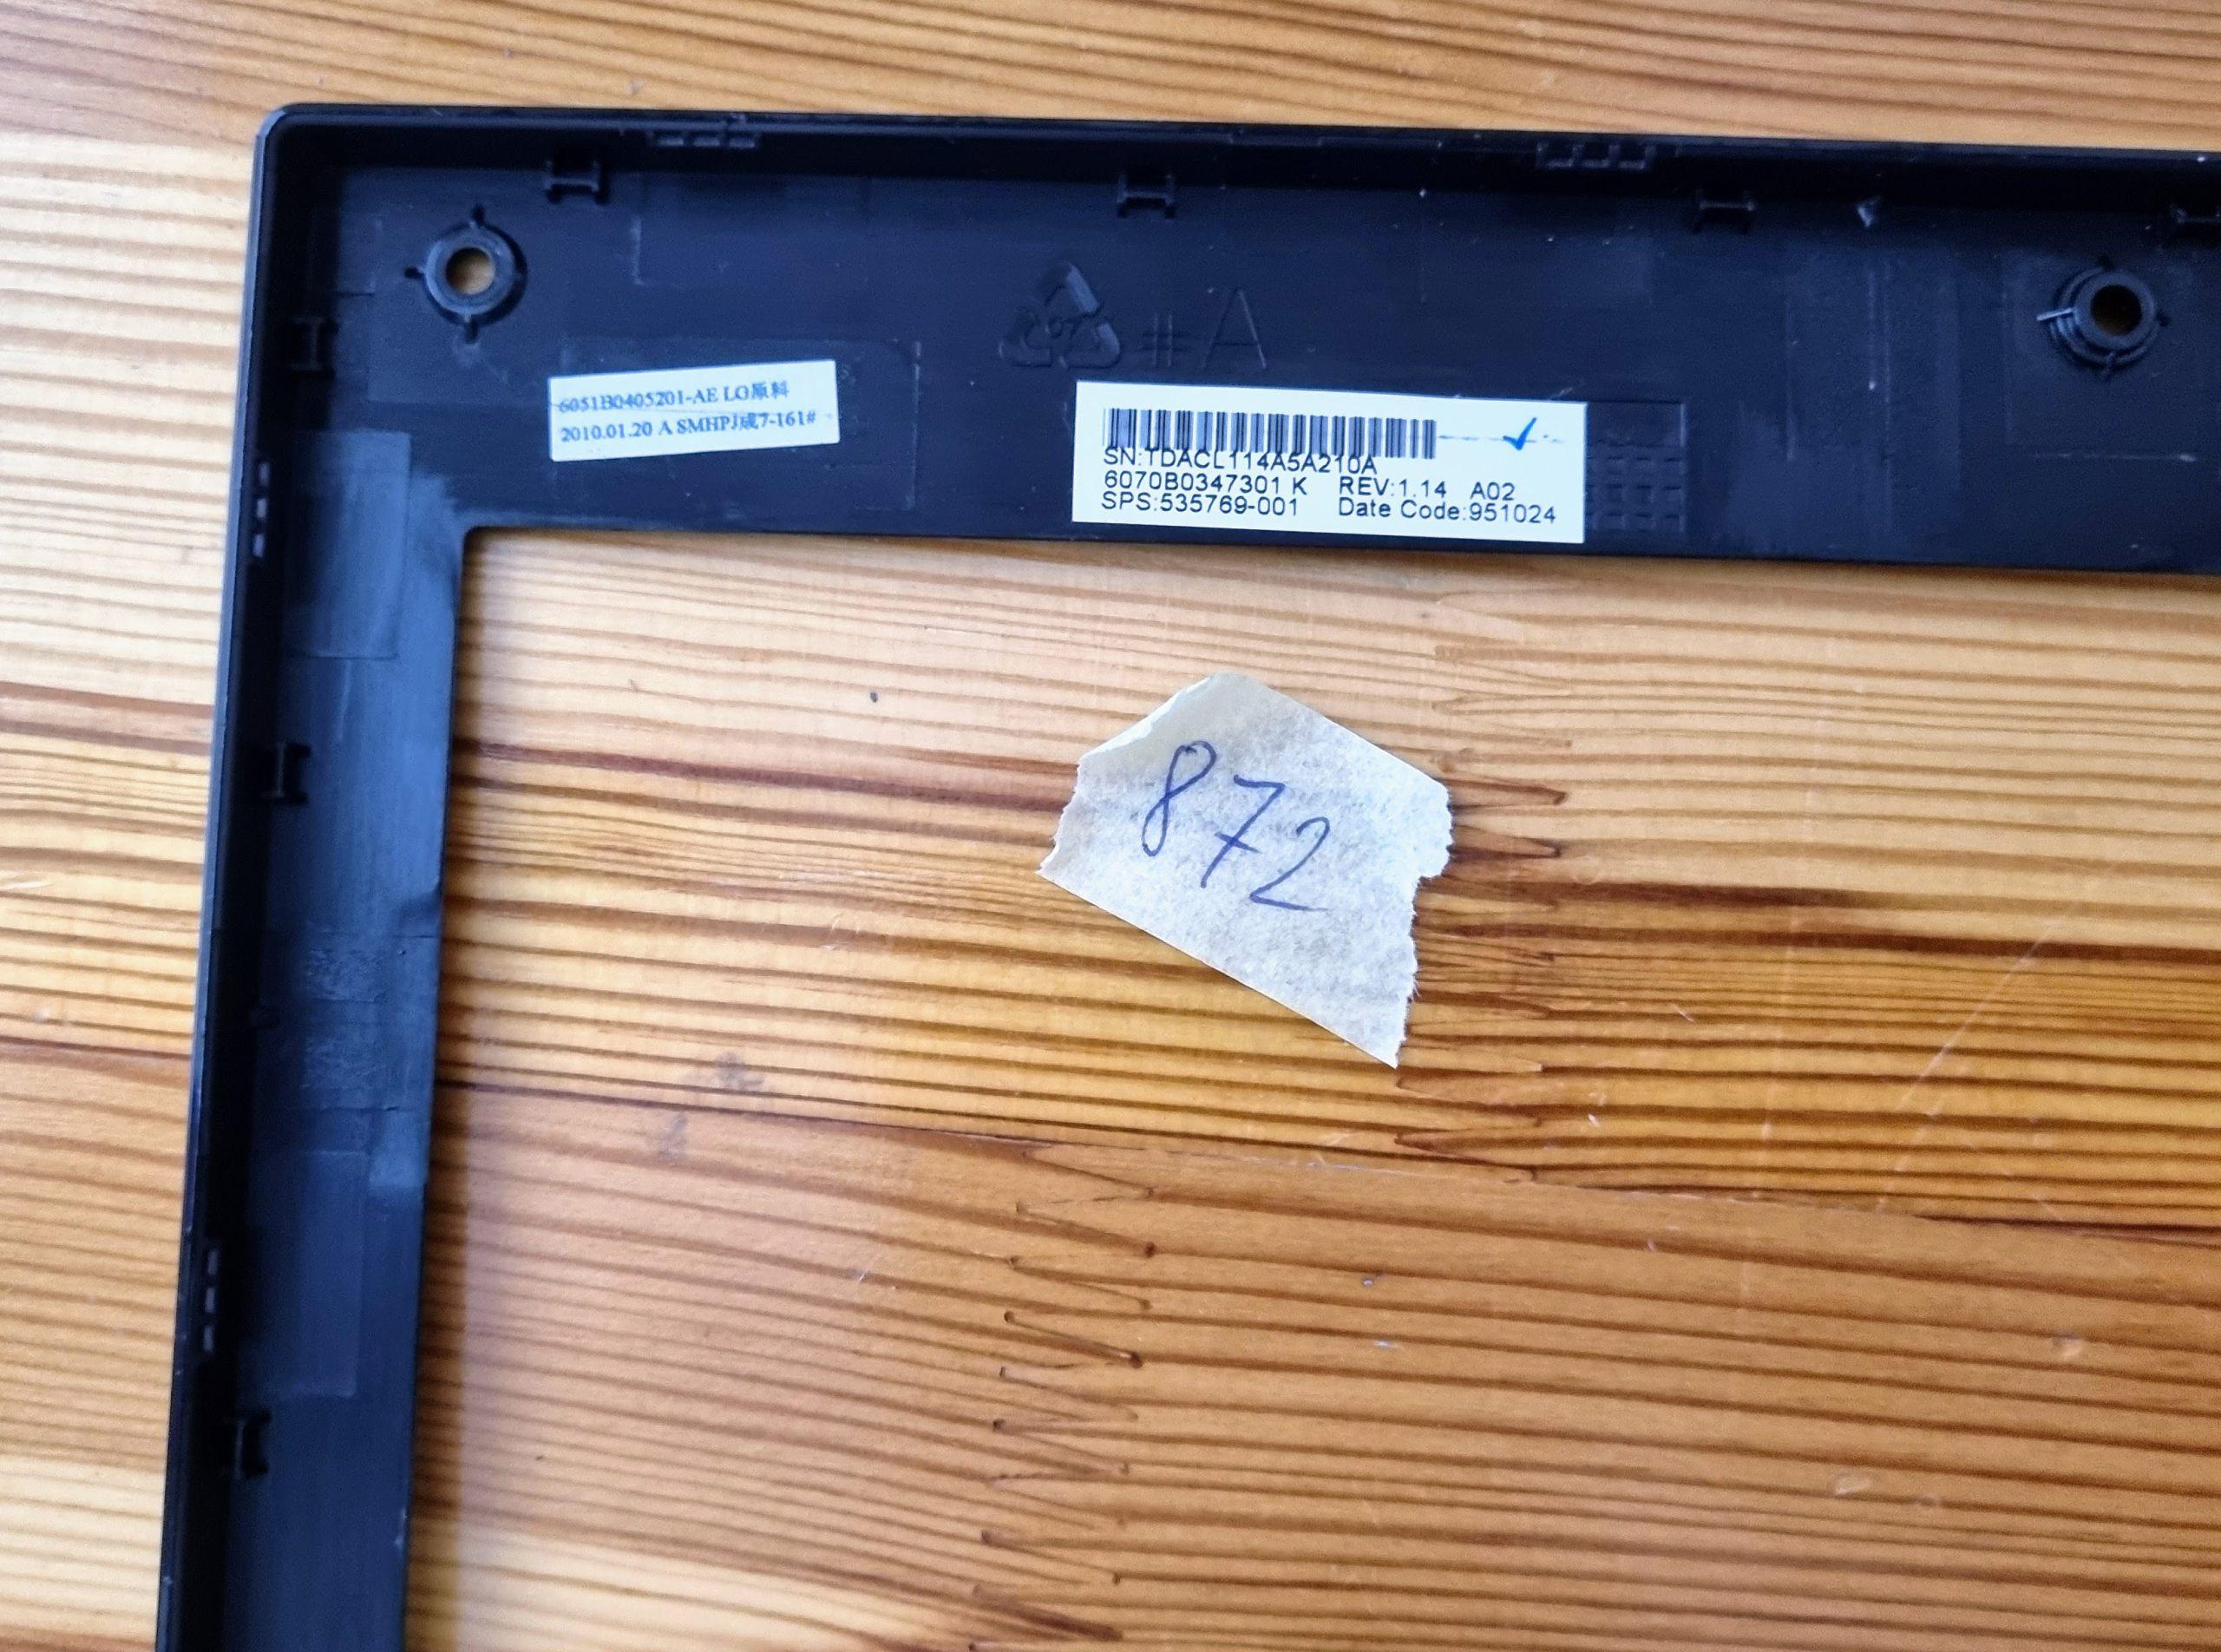 07 #A
6051B0405201-AE LG原料
2010.01.20 A SMHPJ成7-161#
SN:TDACL114A5A210A
6070B0347301 K REV:1.14 A02
SPS:535769-001 Date Code:951024
872